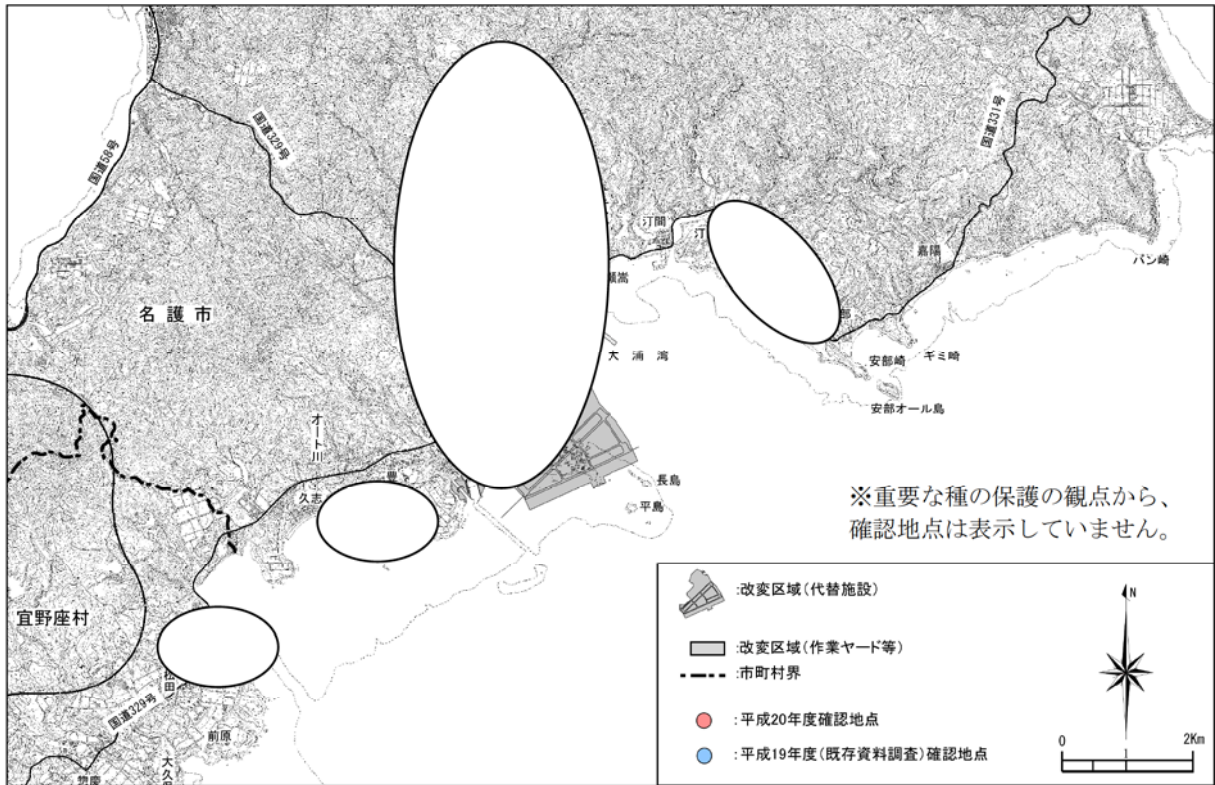 国道58号
国道329号
国道331号
名護市
汀間
汀
嘉陽
バン崎
瀬嵩
部
大浦湾
安部崎
ギミ崎
安部オール島
オート川
久志
豊
長島
平島
宜野座村
松田
国道329号
前原
大久保
惣慶
※重要な種の保護の観点から、
確認地点は表示していません。
:改変区域(代替施設)
:改変区域(作業ヤード等)
:市町村界
:平成20年度確認地点
:平成19年度(既存資料調査)確認地点
N
0
2Km